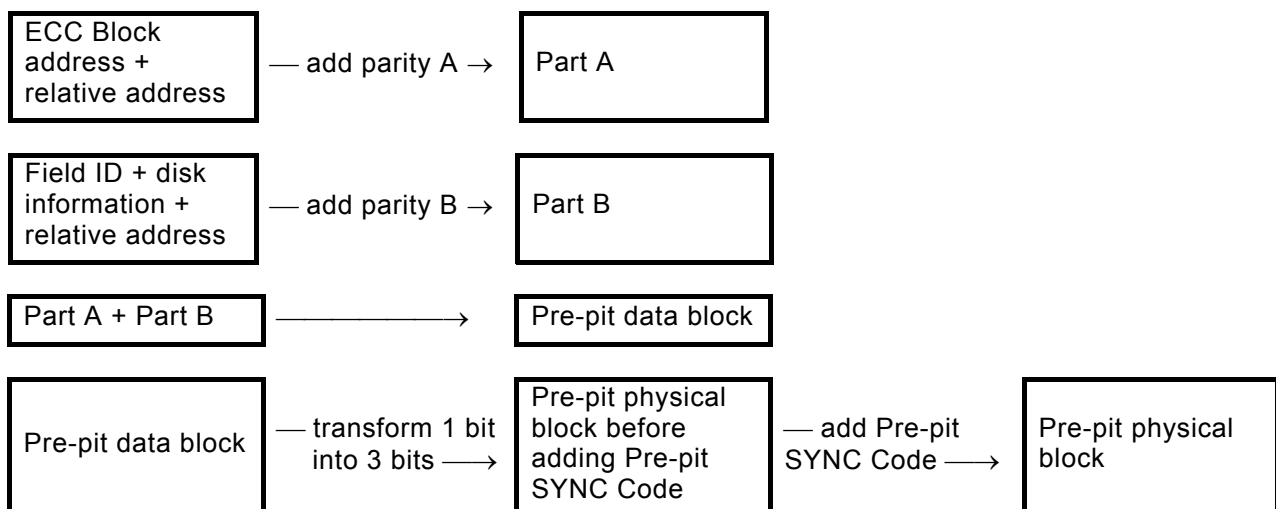 ECC Block
address +
relative address
— add parity A →
Part A
Field ID + disk
information +
relative address
— add parity B →
Part B
Part A + Part B
Pre-pit data block
Pre-pit data block
— transform 1 bit
into 3 bits —→
Pre-pit physical
block before
adding Pre-pit
SYNC Code
— add Pre-pit
SYNC Code —→
Pre-pit physical
block